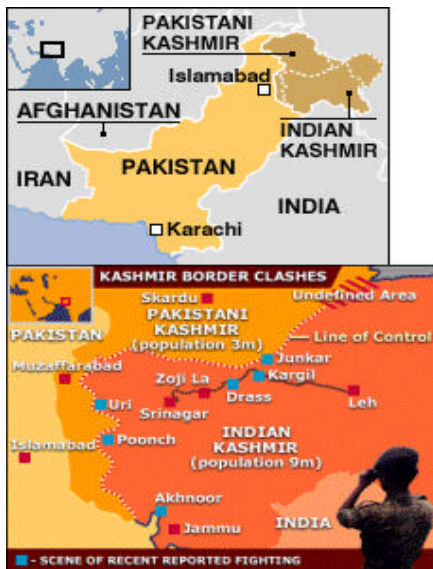 PAKISTANI
KASHMIR
Islamabad
AFGHANISTAN
INDIAN
KASHMIR
PAKISTAN
IRAN
INDIA
Karachi
KASHMIR BORDER CLASHES
Skardu
Undefined Area
PAKISTANI
KASHMIR
(population 3m)
PAKISTAN
Line of Control
Junkar
Muzaffarabad
Zoji La
Kargil
Drass
Leh
Uri
Srinagar
INDIAN
KASHMIR
(population 9m)
Poonch
Islamabad
Akhnoor
INDIA
Jammu
- SCENE OF RECENT REPORTED FIGHTING